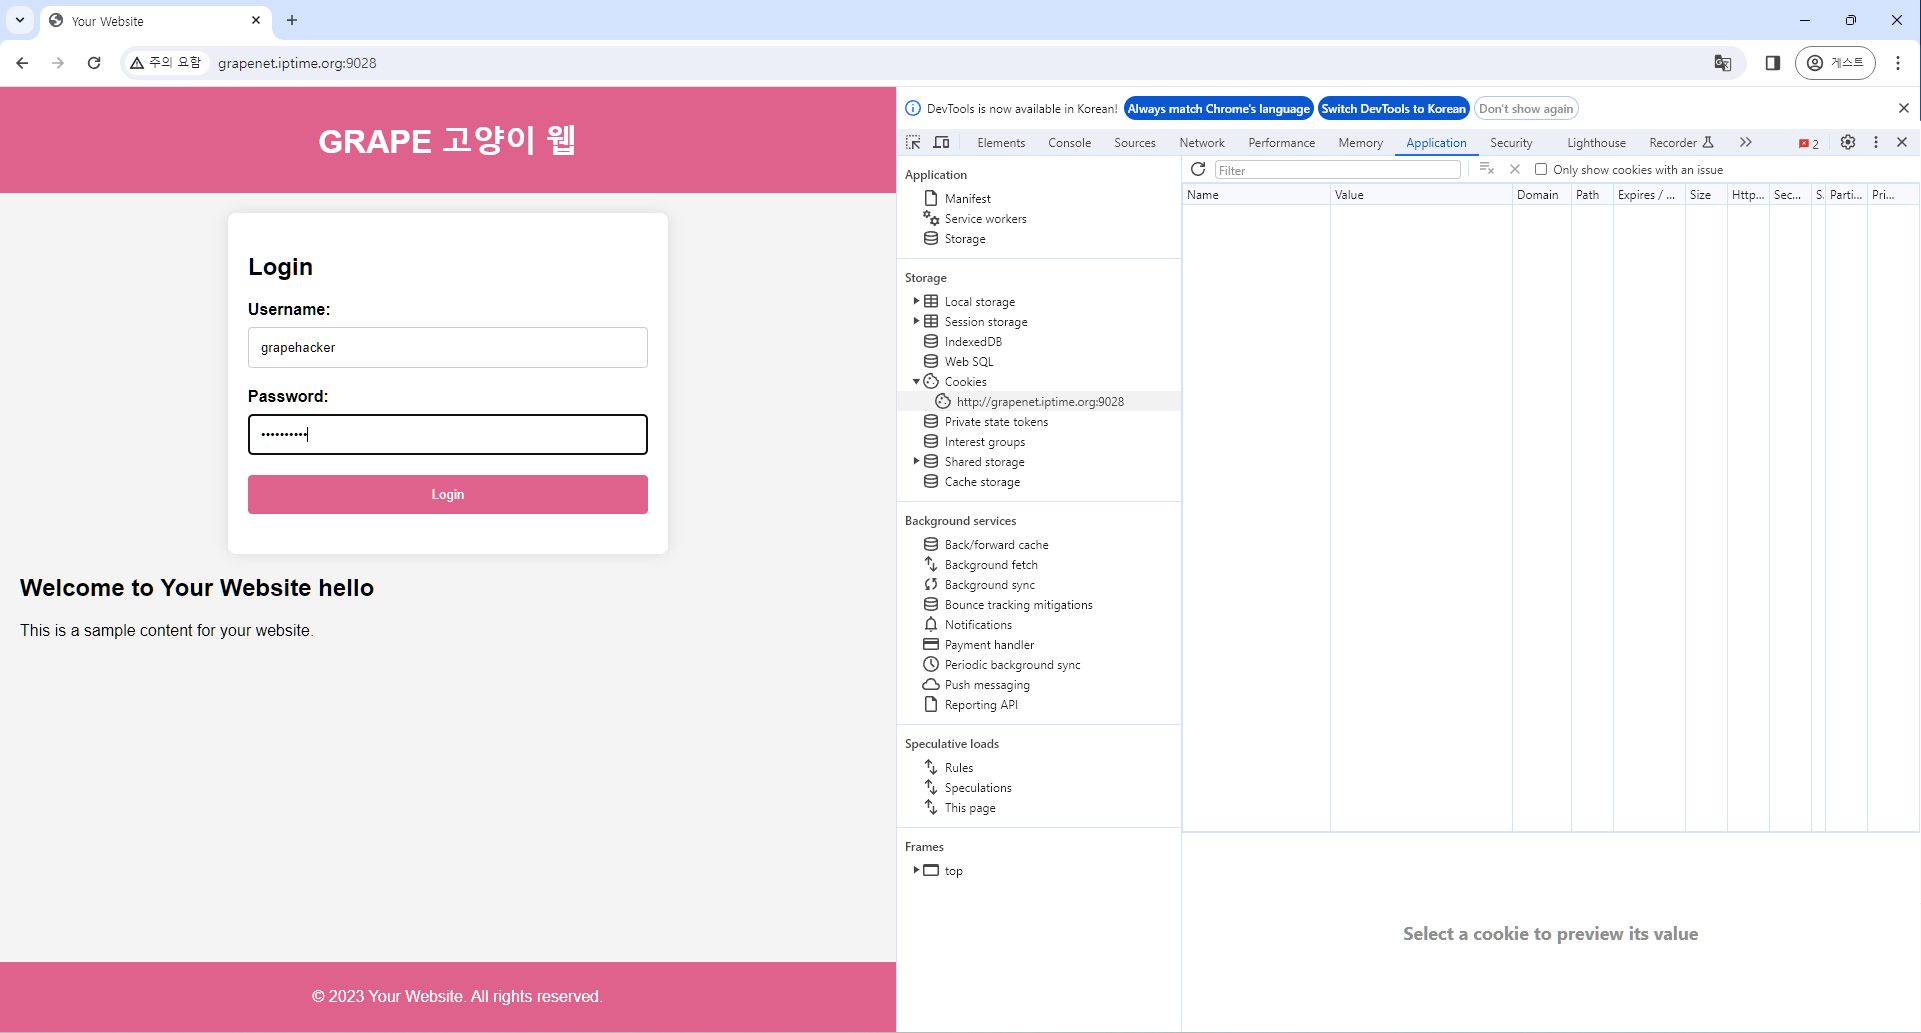 Your Website
주의 요함
grapenet.iptime.org:9028
게스트
GRAPE 고양이 웹
Login
Username:
grapehacker
Password:
••••••••••
Login
Welcome to Your Website hello
This is a sample content for your website.
© 2023 Your Website. All rights reserved.
DevTools is now available in Korean! Always match Chrome's language Switch DevTools to Korean Don't show again
Elements Console Sources Network Performance Memory Application Security Lighthouse Recorder 2
Application
Manifest
Service workers
Storage
Storage
Local storage
Session storage
IndexedDB
Web SQL
Cookies
http://grapenet.iptime.org:9028
Private state tokens
Interest groups
Shared storage
Cache storage
Background services
Back/forward cache
Background fetch
Background sync
Bounce tracking mitigations
Notifications
Payment handler
Periodic background sync
Push messaging
Reporting API
Speculative loads
Rules
Speculations
This page
Frames
top
Filter Only show cookies with an issue
Name Value Domain Path Expires / ... Size Http... Sec... S. Parti... Pri...
Select a cookie to preview its value